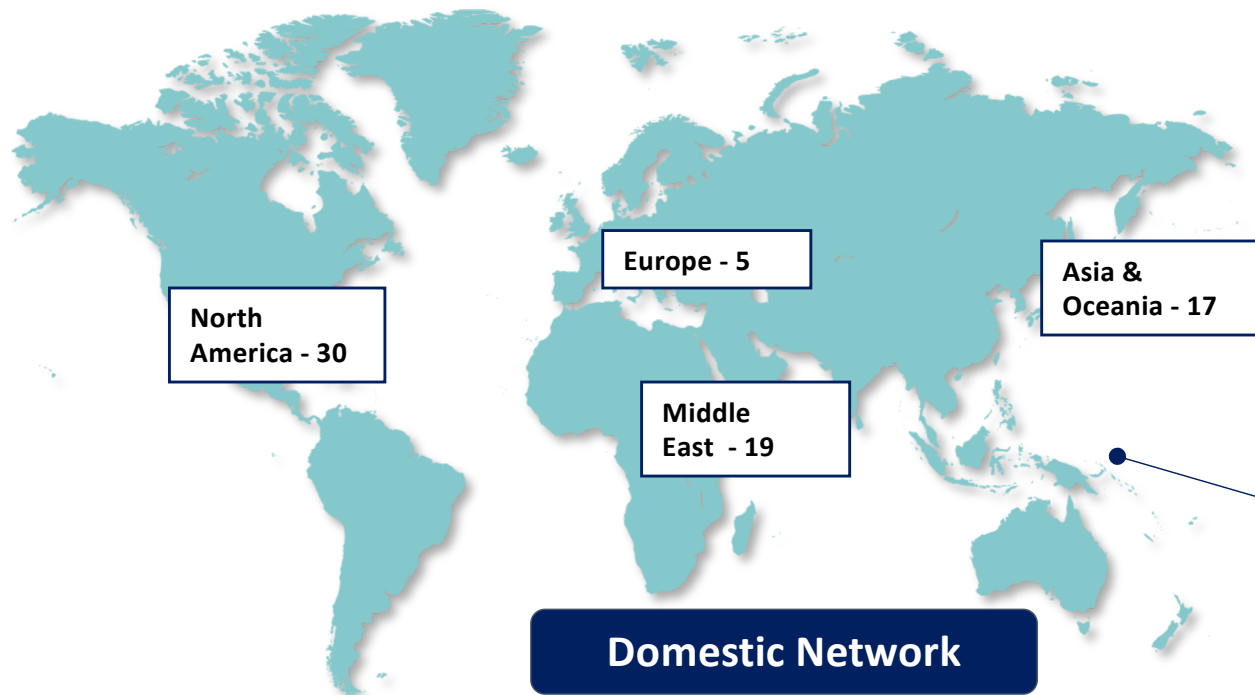 Europe - 5
Asia &
Oceania - 17
North
America - 30
Middle
East - 19
Domestic Network